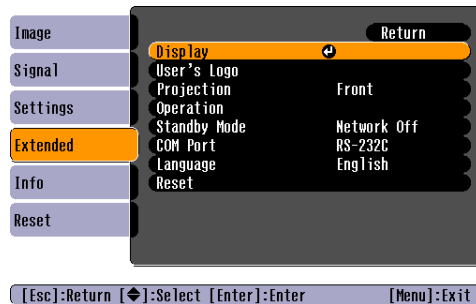 Image
Signal
Settings
Extended
Info
Reset
Return
Display
User's Logo
Projection Front
Operation
Standby Mode Network Off
COM Port RS-232C
Language English
Reset
[Esc]:Return [◆]:Select [Enter]:Enter [Menu]:Exit